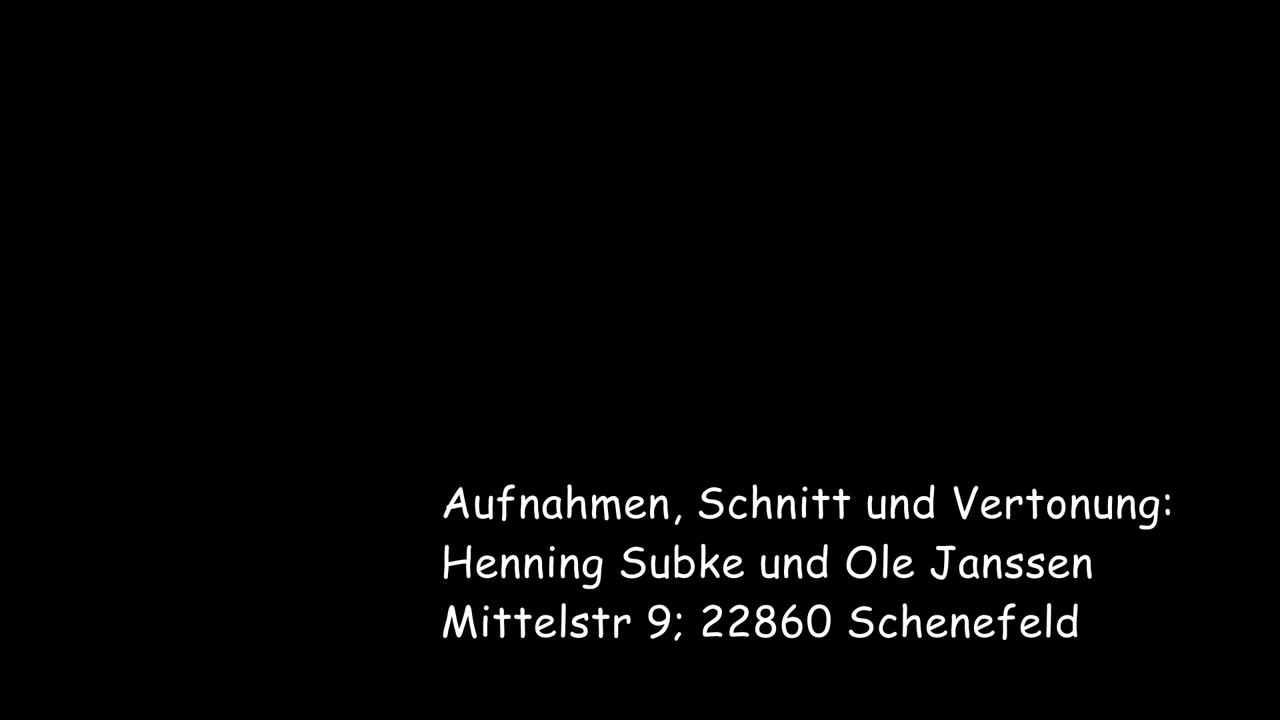 Aufnahmen, Schnitt und Vertonung:
Henning Subke und Ole Janssen
Mittelstr 9; 22860 Schenefeld